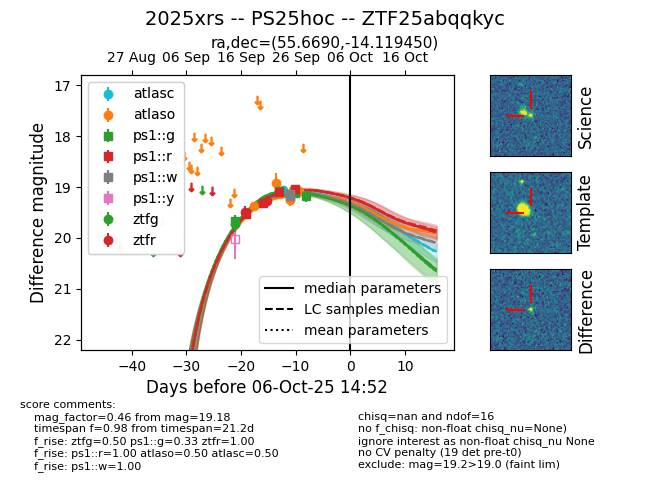 2025xrs -- PS25hoc -- ZTF25abqqkyc
ra,dec=(55.6690,-14.119450)
27 Aug 06 Sep 16 Sep 26 Sep 06 Oct 16 Oct
17
18
19
20
21
22
Difference magnitude
atlasc
atlaso
ps1::g
ps1::r
ps1::w
ps1::y
ztfg
ztfr
median parameters
LC samples median
mean parameters
−40 −30 −20 −10 0 10
Days before 06-Oct-25 14:52
Science
Template
Difference
score comments:
mag_factor=0.46 from mag=19.18
timespan f=0.98 from timespan=21.2d
f_rise: ztfg=0.50 ps1::g=0.33 ztfr=1.00
f_rise: ps1::r=1.00 atlaso=0.50 atlasc=0.50
f_rise: ps1::w=1.00
chisq=nan and ndof=16
no f_chisq: non-float chisq_nu=None)
ignore interest as non-float chisq_nu None
no CV penalty (19 det pre-t0)
exclude: mag=19.2>19.0 (faint lim)